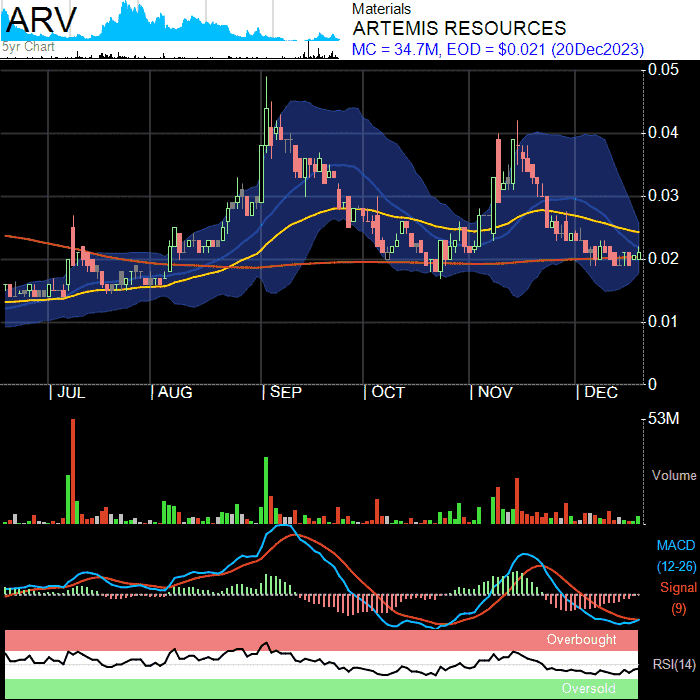 ARV
5yr Chart
Materials
ARTEMIS RESOURCES
MC = 34.7M, EOD = $0.021 (20Dec2023)
0.05
0.04
0.03
0.02
0.01
0
| JUL | AUG | SEP | OCT | NOV | DEC
53M
Volume
MACD
(12-26)
Signal
(9)
Overbought
RSI(14)
Oversold